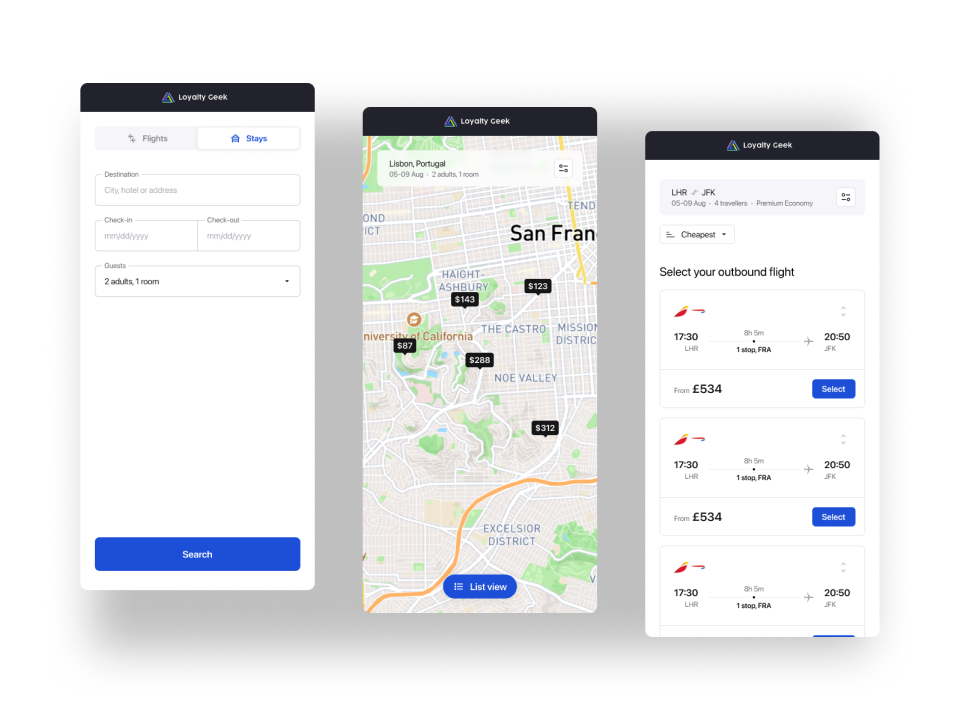 Loyalty Geek
Flights
Stays
Destination
City, hotel or address
Check-in
Check-out
mm/dd/yyyy
mm/dd/yyyy
Guests
2 adults, 1 room
Search
Loyalty Geek
Lisbon, Portugal
05-09 Aug · 2 adults, 1 room
TEND
OND
ICT
San Fran
HAIGHT-
ASHBURY
$123
$143
THE CASTRO
MISSION
DISTRIC
niversity of California
$87
$288
NOE VALLEY
$312
EXCELSIOR
DISTRICT
V
List view
Loyalty Geek
LHR JFK
05-09 Aug · 4 travellers · Premium Economy
Cheapest
Select your outbound flight
17:30
8h 5m
20:50
LHR
1 stop, FRA
JFK
From £534
Select
17:30
8h 5m
20:50
LHR
1 stop, FRA
JFK
From £534
Select
17:30
8h 5m
20:50
LHR
1 stop, FRA
JFK